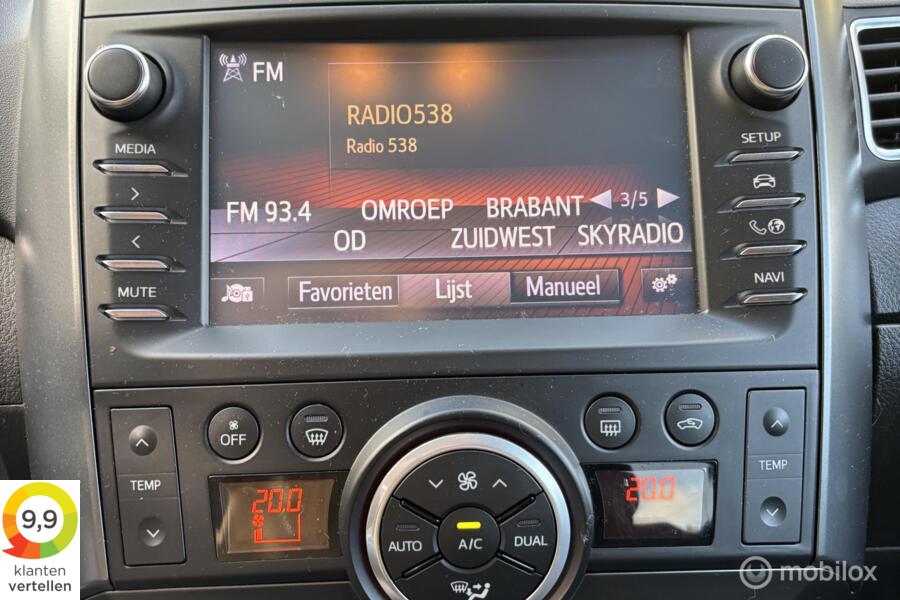 FM
RADIO538
Radio 538
MEDIA
SETUP
FM 93.4 OMROEP BRABANT 3/5
OD ZUIDWEST SKYRADIO
MUTE
NAVI
Favorieten Lijst Manueel
OFF
TEMP
TEMP
20.0
20.0
AUTO
A/C
DUAL
9,9
klanten
vertellen
mobilox